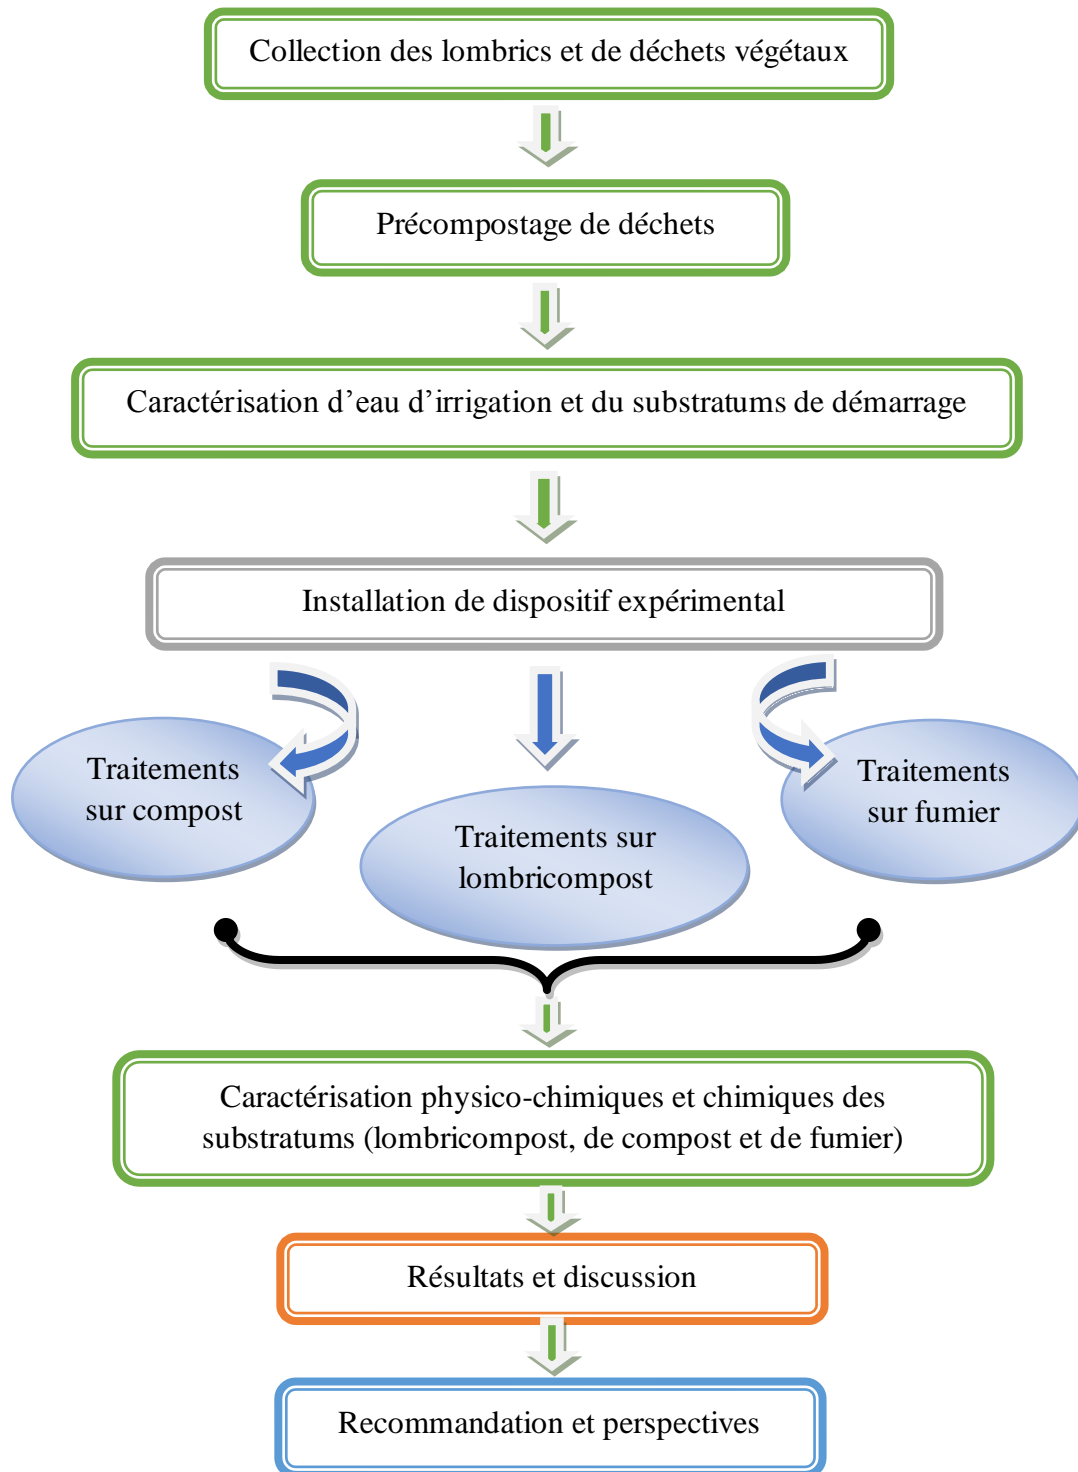 Collection des lombrics et de déchets végétaux
Précompostage de déchets
Caractérisation d’eau d’irrigation et du substratums de démarrage
Installation de dispositif expérimental
Traitements
sur compost
Traitements sur
lombricompost
Traitements
sur fumier
Caractérisation physico-chimiques et chimiques des
substratums (lombricompost, de compost et de fumier)
Résultats et discussion
Recommandation et perspectives